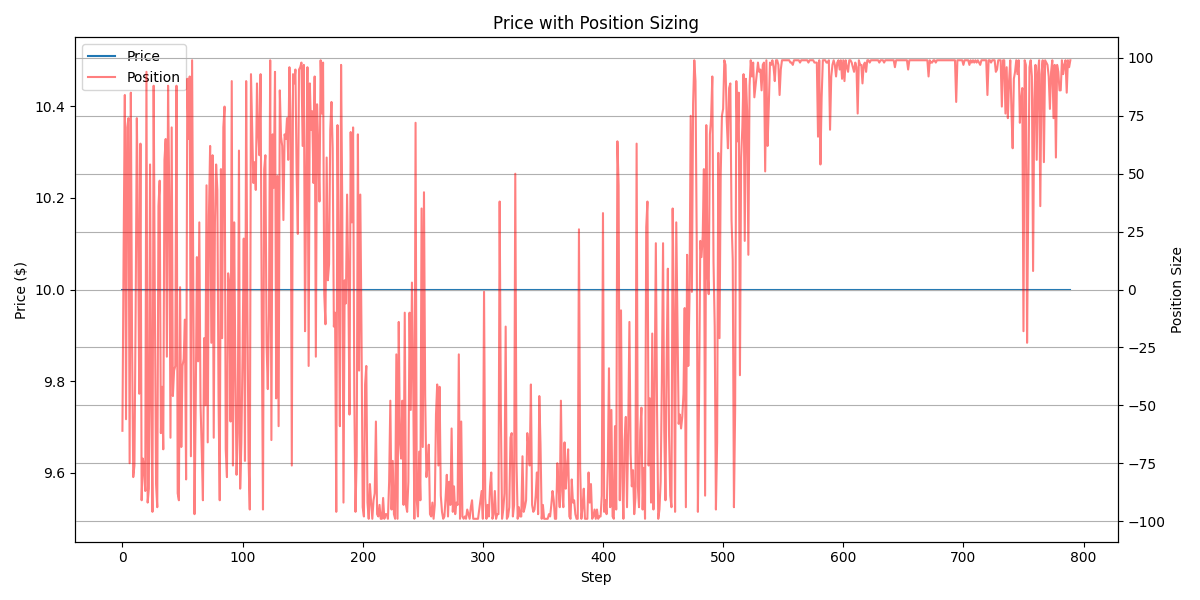 Price with Position Sizing
Price
Position
Price ($)
10.4
10.2
10.0
9.8
9.6
100
75
50
25
0
−25
−50
−75
−100
Position Size
0 100 200 300 400 500 600 700 800
Step